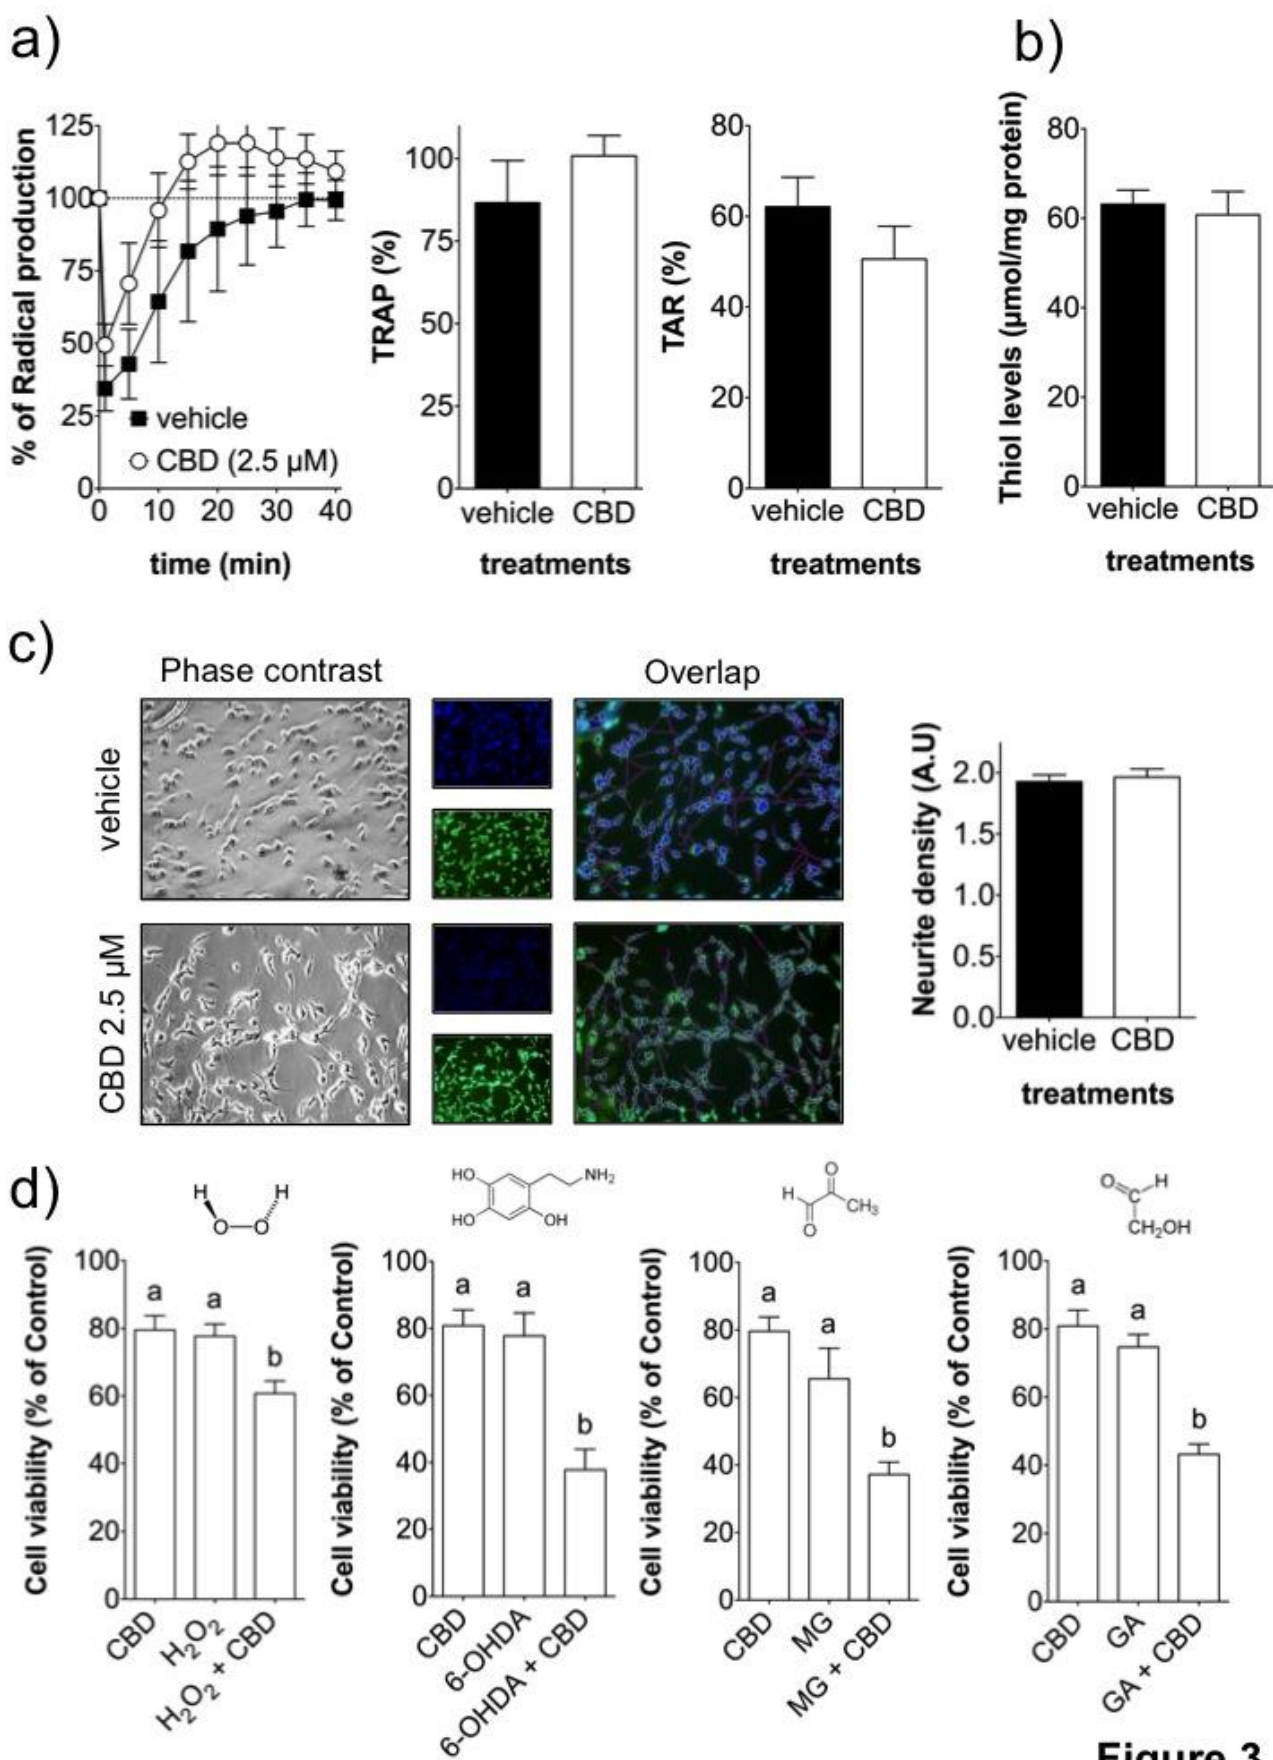 a)
% of Radical production
125
100
75
50
25
0
vehicle
CBD (2.5 µM)
0 10 20 30 40
time (min)
TRAP (%)
100
75
50
25
0
vehicle CBD
treatments
TAR (%)
80
60
40
20
0
vehicle CBD
treatments
b)
Thiol levels (µmol/mg protein)
80
60
40
20
0
vehicle CBD
treatments
c)
Phase contrast
Overlap
vehicle
CBD 2.5 µM
Neurite density (A.U)
2.0
1.5
1.0
0.5
0.0
vehicle CBD
treatments
d)
H H
O O
Cell viability (% of Control)
100
80
60
40
20
0
a a b
CBD
H₂O₂
H₂O₂ + CBD
HO NH₂
HO OH
Cell viability (% of Control)
100
80
60
40
20
0
a a b
CBD
6-OHDA
6-OHDA + CBD
O
H CH₃
O
Cell viability (% of Control)
100
80
60
40
20
0
a a b
CBD
MG
MG + CBD
O H
CH₂OH
Cell viability (% of Control)
100
80
60
40
20
0
a a b
CBD
GA
GA + CBD
Figure 3